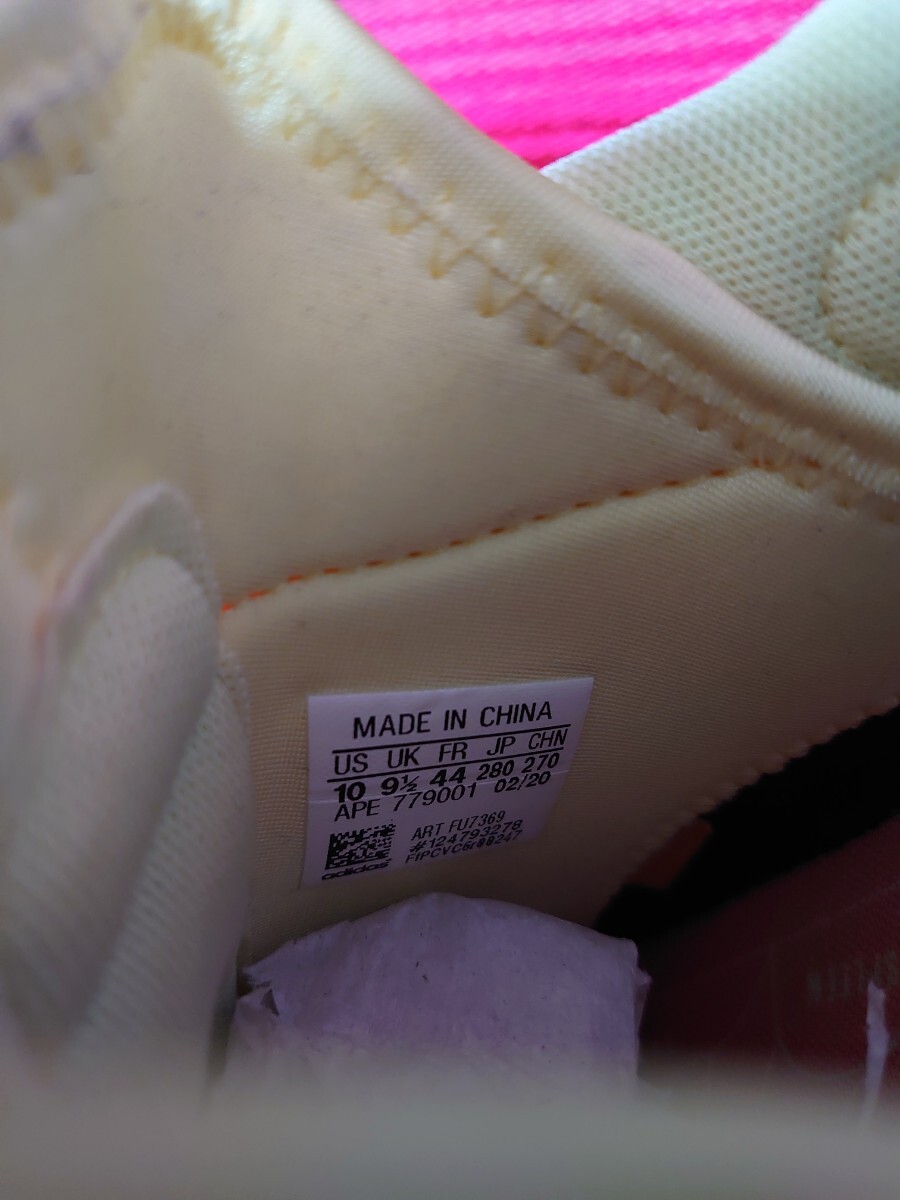 MADE IN CHINA
US UK FR JP CHN
10 9½ 44 280 270
APE 779001 02/20
ART FU7369
#124793278
adidas